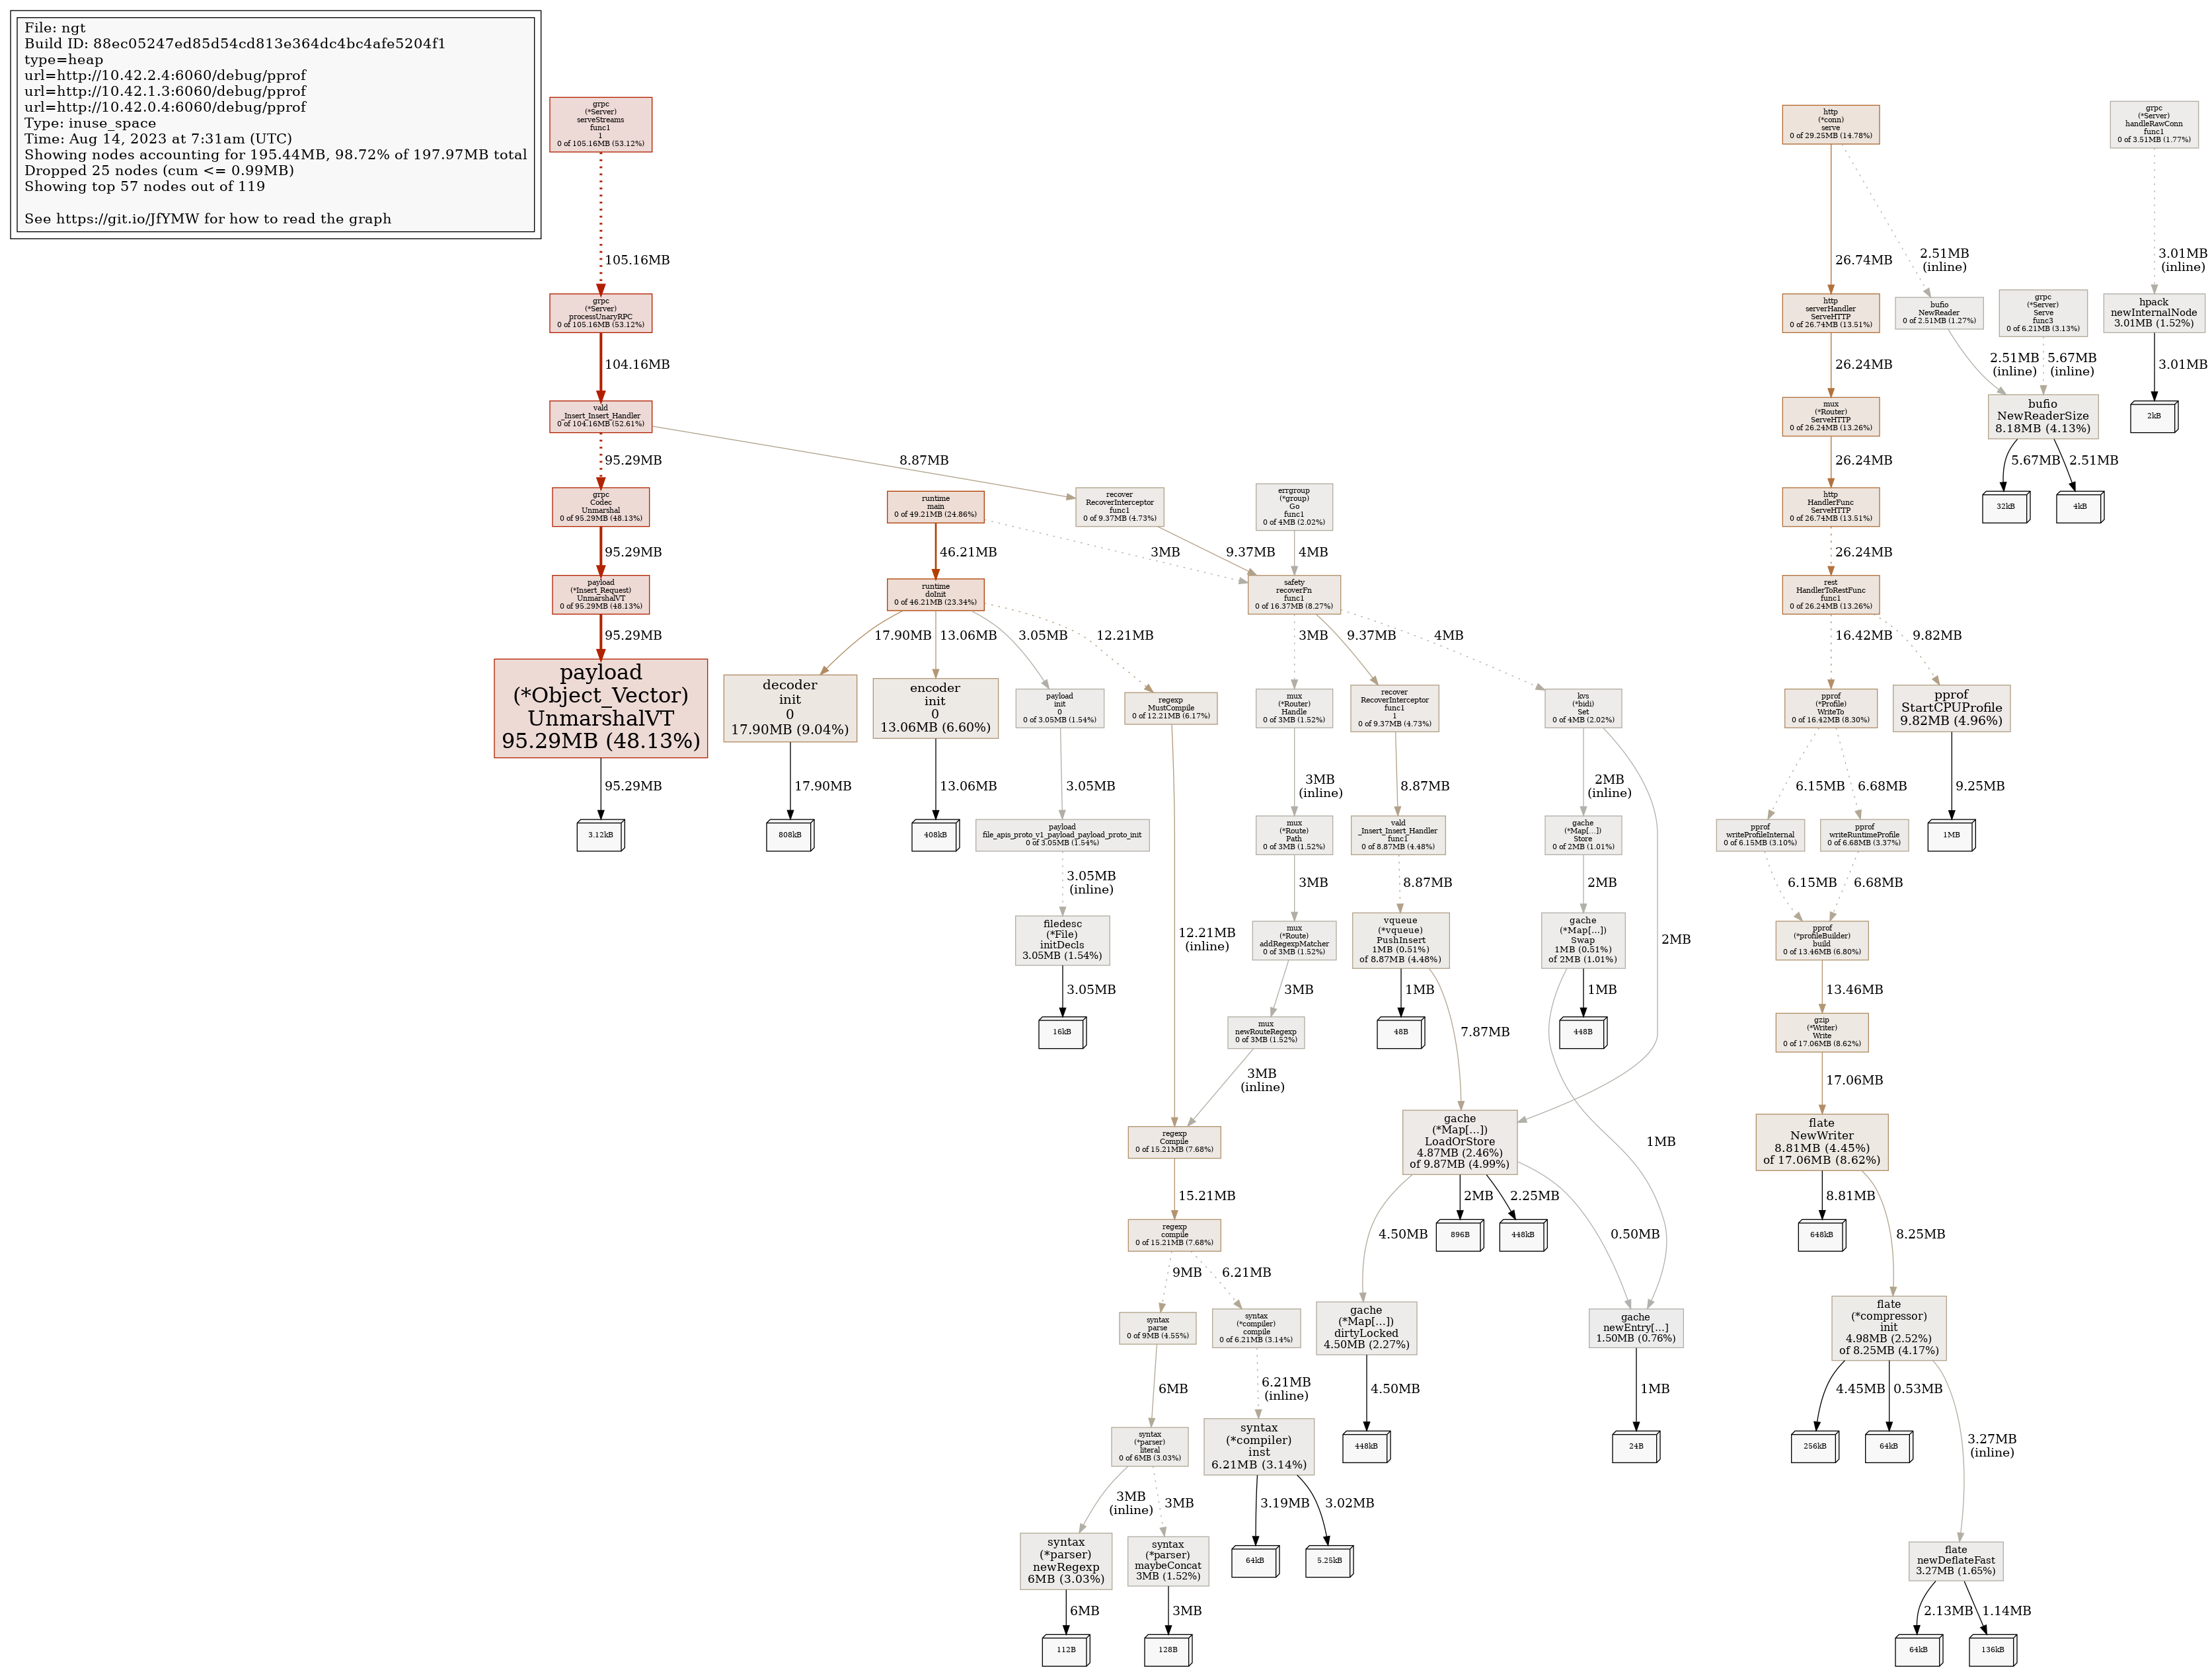 File: ngt
Build ID: 88ec05247ed85d54cd813e364dc4bc4afe5204f1
type=heap
url=http://10.42.2.4:6060/debug/pprof
url=http://10.42.1.3:6060/debug/pprof
url=http://10.42.0.4:6060/debug/pprof
Type: inuse_space
Time: Aug 14, 2023 at 7:31am (UTC)
Showing nodes accounting for 195.44MB, 98.72% of 197.97MB total
Dropped 25 nodes (cum <= 0.99MB)
Showing top 57 nodes out of 119
See https://git.io/JfYMW for how to read the graph
grpc
(*Server)
serveStreams
func1
1
0 of 105.16MB (53.12%)
105.16MB
grpc
(*Server)
processUnaryRPC
0 of 105.16MB (53.12%)
104.16MB
vald
_Insert_Insert_Handler
0 of 104.16MB (52.61%)
95.29MB
8.87MB
grpc
Codec
Unmarshal
0 of 95.29MB (48.13%)
95.29MB
payload
(*Insert_Request)
UnmarshalVT
0 of 95.29MB (48.13%)
95.29MB
payload
(*Object_Vector)
UnmarshalVT
95.29MB (48.13%)
95.29MB
3.12kB
runtime
main
0 of 49.21MB (24.86%)
46.21MB
3MB
runtime
doInit
0 of 46.21MB (23.34%)
17.90MB
13.06MB
3.05MB
12.21MB
decoder
init
0
17.90MB (9.04%)
17.90MB
808kB
encoder
init
0
13.06MB (6.60%)
13.06MB
408kB
payload
init
0
0 of 3.05MB (1.54%)
3.05MB
payload
file_apis_proto_v1_payload_payload_proto_init
0 of 3.05MB (1.54%)
3.05MB
(inline)
filedesc
(*File)
initDecls
3.05MB (1.54%)
3.05MB
16kB
regexp
MustCompile
0 of 12.21MB (6.17%)
12.21MB
(inline)
recover
RecoverInterceptor
func1
0 of 9.37MB (4.73%)
9.37MB
errgroup
(*group)
Go
func1
0 of 4MB (2.02%)
4MB
safety
recoverFn
func1
0 of 16.37MB (8.27%)
3MB
9.37MB
4MB
mux
(*Router)
Handle
0 of 3MB (1.52%)
3MB
(inline)
mux
(*Route)
Path
0 of 3MB (1.52%)
3MB
mux
(*Route)
addRegexpMatcher
0 of 3MB (1.52%)
3MB
mux
newRouteRegexp
0 of 3MB (1.52%)
3MB
(inline)
regexp
Compile
0 of 15.21MB (7.68%)
15.21MB
regexp
compile
0 of 15.21MB (7.68%)
9MB
6.21MB
syntax
parse
0 of 9MB (4.55%)
6MB
syntax
(*parser)
literal
0 of 6MB (3.03%)
3MB
(inline)
3MB
syntax
(*parser)
newRegexp
6MB (3.03%)
6MB
112B
syntax
(*parser)
maybeConcat
3MB (1.52%)
3MB
128B
syntax
(*compiler)
compile
0 of 6.21MB (3.14%)
6.21MB
(inline)
syntax
(*compiler)
inst
6.21MB (3.14%)
3.19MB
3.02MB
64kB
5.25kB
recover
RecoverInterceptor
func1
1
0 of 9.37MB (4.73%)
8.87MB
vald
_Insert_Insert_Handler
func1
0 of 8.87MB (4.48%)
8.87MB
vqueue
(*vqueue)
PushInsert
1MB (0.51%)
of 8.87MB (4.48%)
1MB
48B
7.87MB
kvs
(*bidi)
Set
0 of 4MB (2.02%)
2MB
(inline)
2MB
gache
(*Map[…])
Store
0 of 2MB (1.01%)
2MB
gache
(*Map[…])
Swap
1MB (0.51%)
of 2MB (1.01%)
1MB
448B
1MB
gache
(*Map[…])
LoadOrStore
4.87MB (2.46%)
of 9.87MB (4.99%)
4.50MB
2MB
2.25MB
0.50MB
896B
448kB
gache
(*Map[…])
dirtyLocked
4.50MB (2.27%)
4.50MB
448kB
gache
newEntry[…]
1.50MB (0.76%)
1MB
24B
http
(*conn)
serve
0 of 29.25MB (14.78%)
26.74MB
2.51MB
(inline)
http
serverHandler
ServeHTTP
0 of 26.74MB (13.51%)
26.24MB
mux
(*Router)
ServeHTTP
0 of 26.24MB (13.26%)
26.24MB
http
HandlerFunc
ServeHTTP
0 of 26.74MB (13.51%)
26.24MB
rest
HandlerToRestFunc
func1
0 of 26.24MB (13.26%)
16.42MB
9.82MB
pprof
(*Profile)
WriteTo
0 of 16.42MB (8.30%)
6.15MB
6.68MB
pprof
StartCPUProfile
9.82MB (4.96%)
9.25MB
1MB
pprof
writeProfileInternal
0 of 6.15MB (3.10%)
6.15MB
pprof
writeRuntimeProfile
0 of 6.68MB (3.37%)
6.68MB
pprof
(*profileBuilder)
build
0 of 13.46MB (6.80%)
13.46MB
gzip
(*Writer)
Write
0 of 17.06MB (8.62%)
17.06MB
flate
NewWriter
8.81MB (4.45%)
of 17.06MB (8.62%)
8.81MB
648kB
8.25MB
flate
(*compressor)
init
4.98MB (2.52%)
of 8.25MB (4.17%)
4.45MB
0.53MB
3.27MB
(inline)
256kB
64kB
flate
newDeflateFast
3.27MB (1.65%)
2.13MB
1.14MB
64kB
136kB
bufio
NewReader
0 of 2.51MB (1.27%)
2.51MB
(inline)
grpc
(*Server)
Serve
func3
0 of 6.21MB (3.13%)
5.67MB
(inline)
bufio
NewReaderSize
8.18MB (4.13%)
5.67MB
2.51MB
32kB
4kB
grpc
(*Server)
handleRawConn
func1
0 of 3.51MB (1.77%)
3.01MB
(inline)
hpack
newInternalNode
3.01MB (1.52%)
3.01MB
2kB